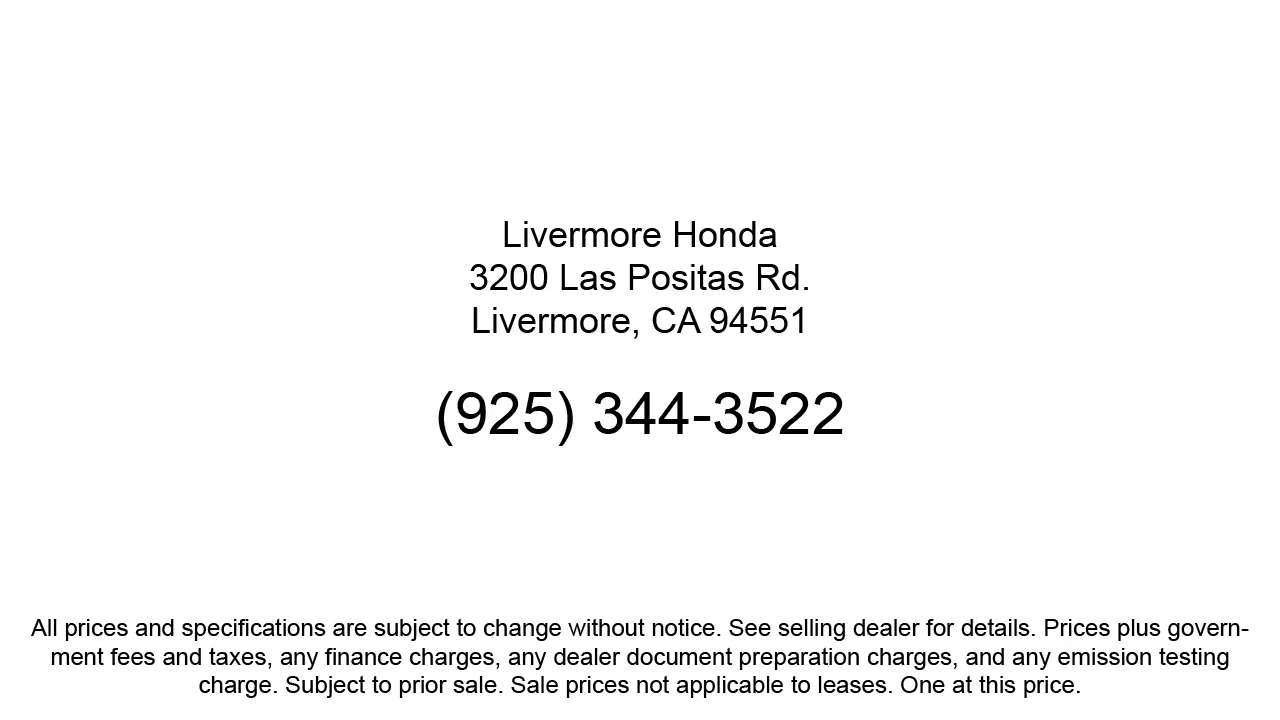 Livermore Honda
3200 Las Positas Rd.
Livermore, CA 94551
(925) 344-3522
All prices and specifications are subject to change without notice. See selling dealer for details. Prices plus govern-
ment fees and taxes, any finance charges, any dealer document preparation charges, and any emission testing
charge. Subject to prior sale. Sale prices not applicable to leases. One at this price.